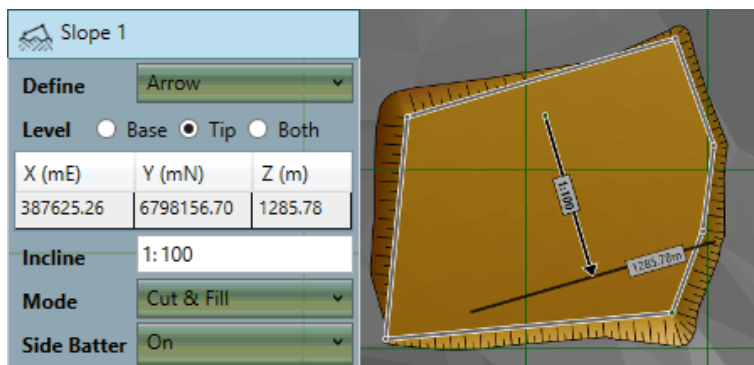 Slope 1
Define Arrow
Level Base Tip Both
X (mE) Y (mN) Z (m)
387625.26 6798156.70 1285.78
Incline 1: 100
Mode Cut & Fill
Side Batter On
1:100
1285.78m